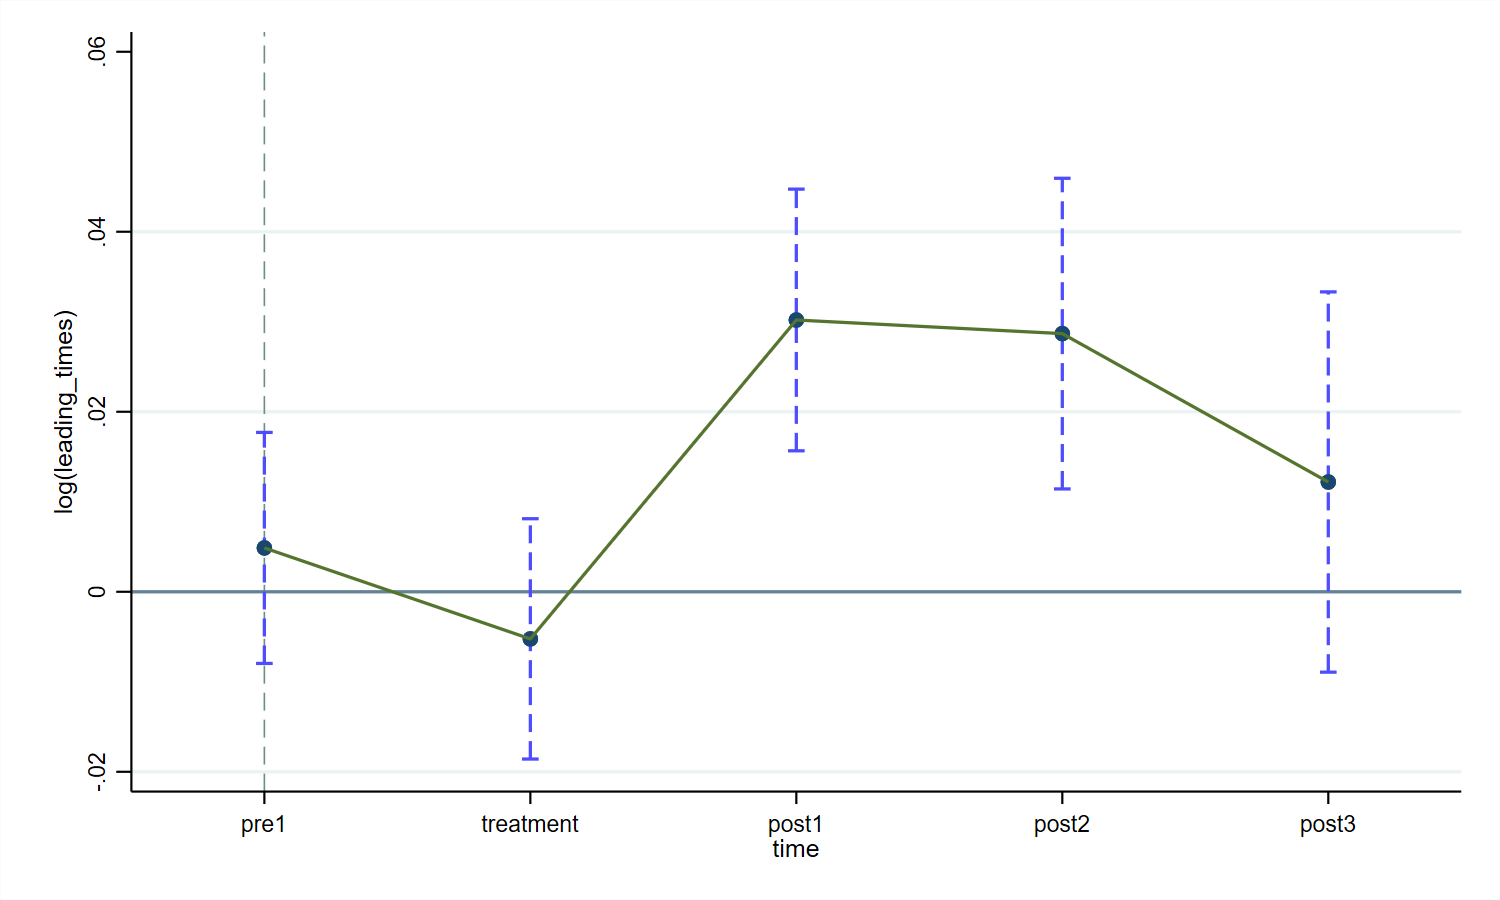 .06
.04
.02
0
-.02
log(leading_times)
pre1
treatment
post1
post2
post3
time